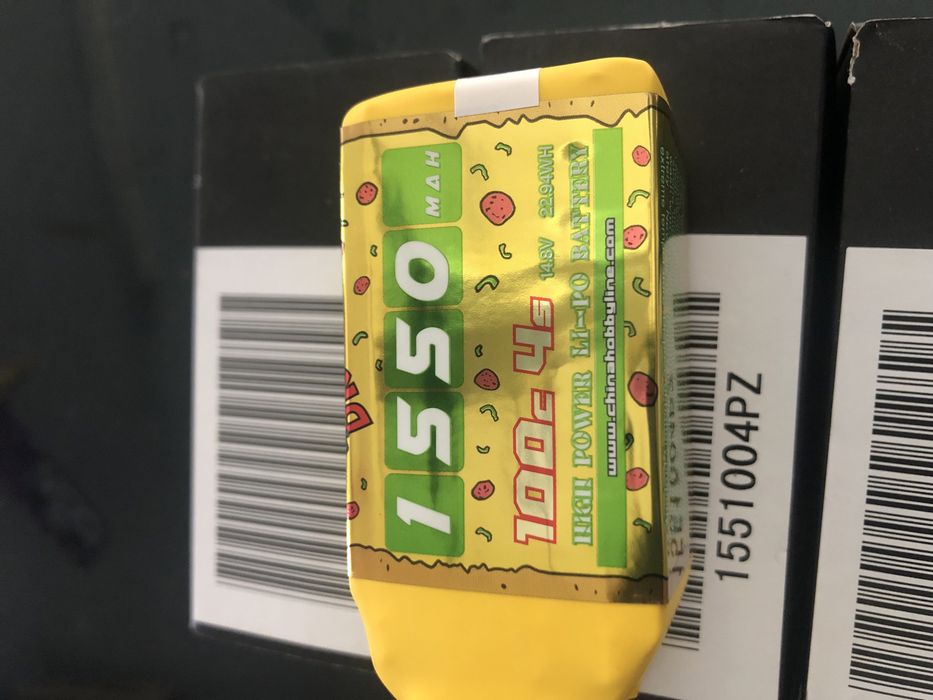 1550 MAH
100C 4S
14.8V 22.94WH
HIGH POWER LI-PO BATTERY
www.chinahobbyline.com
1551004PZ